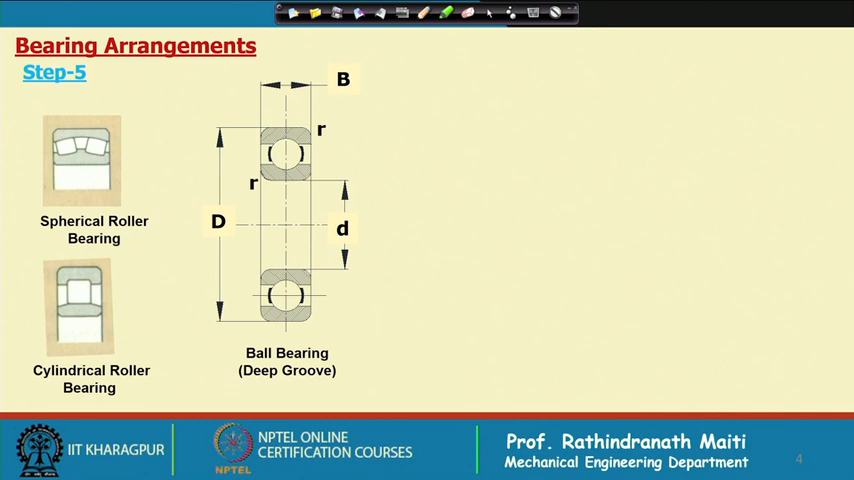 Bearing Arrangements
Step-5
B
r
r
D
d
Spherical Roller
Bearing
Cylindrical Roller
Bearing
Ball Bearing
(Deep Groove)
IIT KHARAGPUR
NPTEL
NPTEL ONLINE
CERTIFICATION COURSES
Prof. Rathindranath Maiti
Mechanical Engineering Department
4